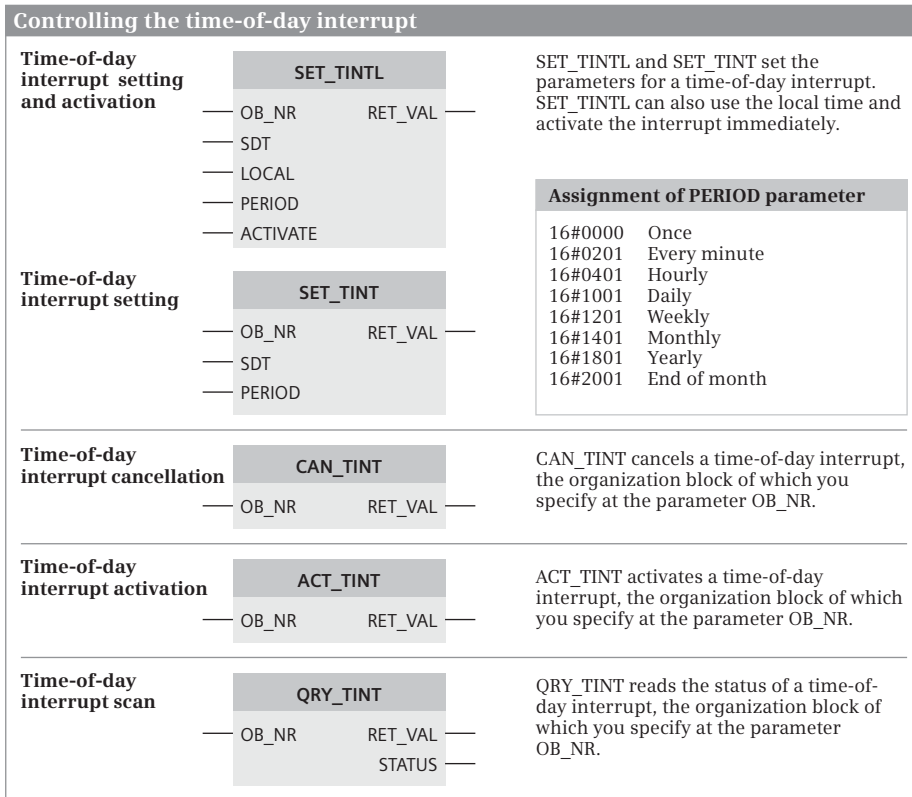 Controlling the time-of-day interrupt
Time-of-day
interrupt setting
and activation
SET_TINTL
OB_NR RET_VAL
SDT
LOCAL
PERIOD
ACTIVATE
SET_TINTL and SET_TINT set the
parameters for a time-of-day interrupt.
SET_TINTL can also use the local time and
activate the interrupt immediately.
Assignment of PERIOD parameter
16#0000 Once
16#0201 Every minute
16#0401 Hourly
16#1001 Daily
16#1201 Weekly
16#1401 Monthly
16#1801 Yearly
16#2001 End of month
Time-of-day
interrupt setting
SET_TINT
OB_NR RET_VAL
SDT
PERIOD
Time-of-day
interrupt cancellation
CAN_TINT
OB_NR RET_VAL
CAN_TINT cancels a time-of-day interrupt,
the organization block of which you
specify at the parameter OB_NR.
Time-of-day
interrupt activation
ACT_TINT
OB_NR RET_VAL
ACT_TINT activates a time-of-day
interrupt, the organization block of which
you specify at the parameter OB_NR.
Time-of-day
interrupt scan
QRY_TINT
OB_NR RET_VAL
STATUS
QRY_TINT reads the status of a time-of-
day interrupt, the organization block of
which you specify at the parameter
OB_NR.